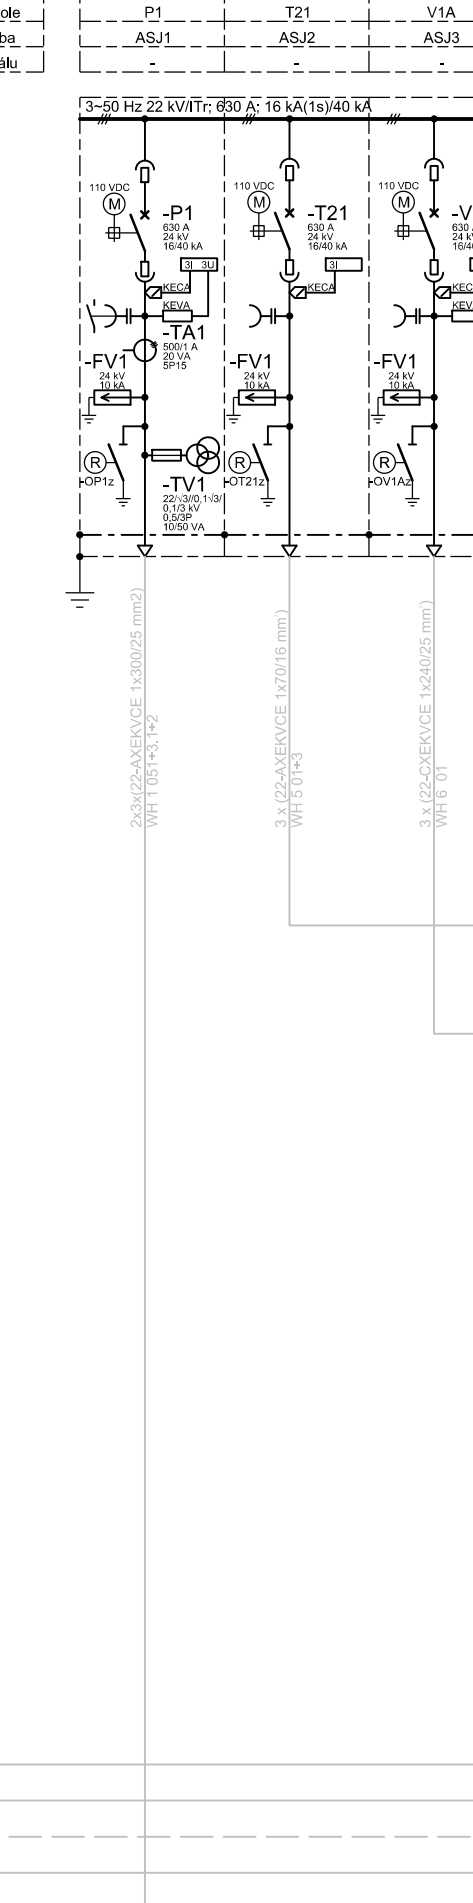 ole P1 T21 V1A
ba ASJ1 ASJ2 ASJ3
álu - - -
3~50 Hz 22 kV/ITr; 630 A; 16 kA(1s)/40 kA
110 VDC
M
-P1
630 A
24 kV
16/40 kA
3I 3U
KECA
KEVA
-TA1
500/1 A
20 VA
5P15
-FV1
24 kV
10 kA
R
-OP1z
-TV1
22/√3//0,1√3/
0,1/3 kV
0,5/3P
10/50 VA
110 VDC
M
-T21
630 A
24 kV
16/40 kA
3I
KECA
-FV1
24 kV
10 kA
R
-OT21z
110 VDC
M
-V
630 A
24 kV
16/40
KECA
KEVA
-FV1
24 kV
10 kA
R
-OV1Az
2x3x(22-AXEKVCE 1x300/25 mm2)
WH 1 051+3.1+2
3 x (22-AXEKVCE 1x70/16 mm²)
WH 5 01+3
3 x (22-CXEKVCE 1x240/25 mm²)
WH 6 01